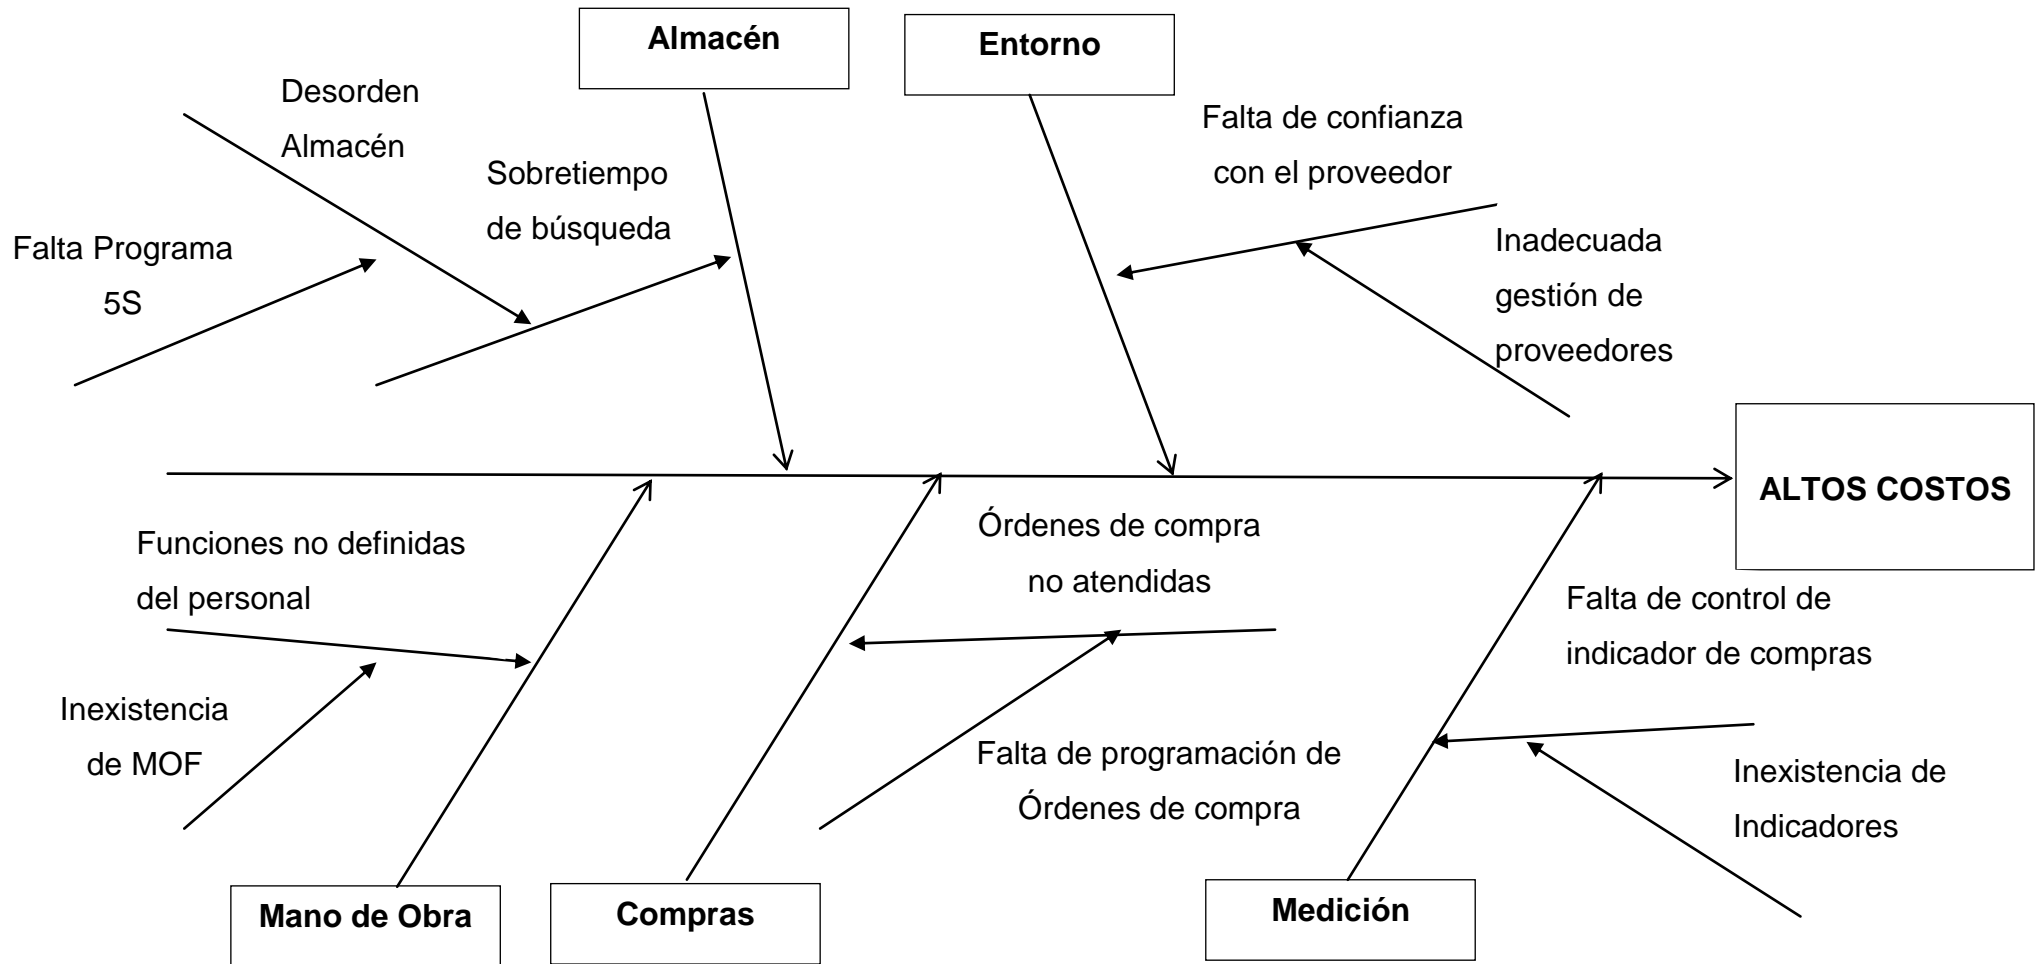 Almacén
Entorno
Desorden
Almacén
Falta de confianza
con el proveedor
Sobretiempo
de búsqueda
Falta Programa
5S
Inadecuada
gestión de
proveedores
ALTOS COSTOS
Funciones no definidas
del personal
Órdenes de compra
no atendidas
Falta de control de
indicador de compras
Inexistencia
de MOF
Falta de programación de
Órdenes de compra
Inexistencia de
Indicadores
Mano de Obra
Compras
Medición